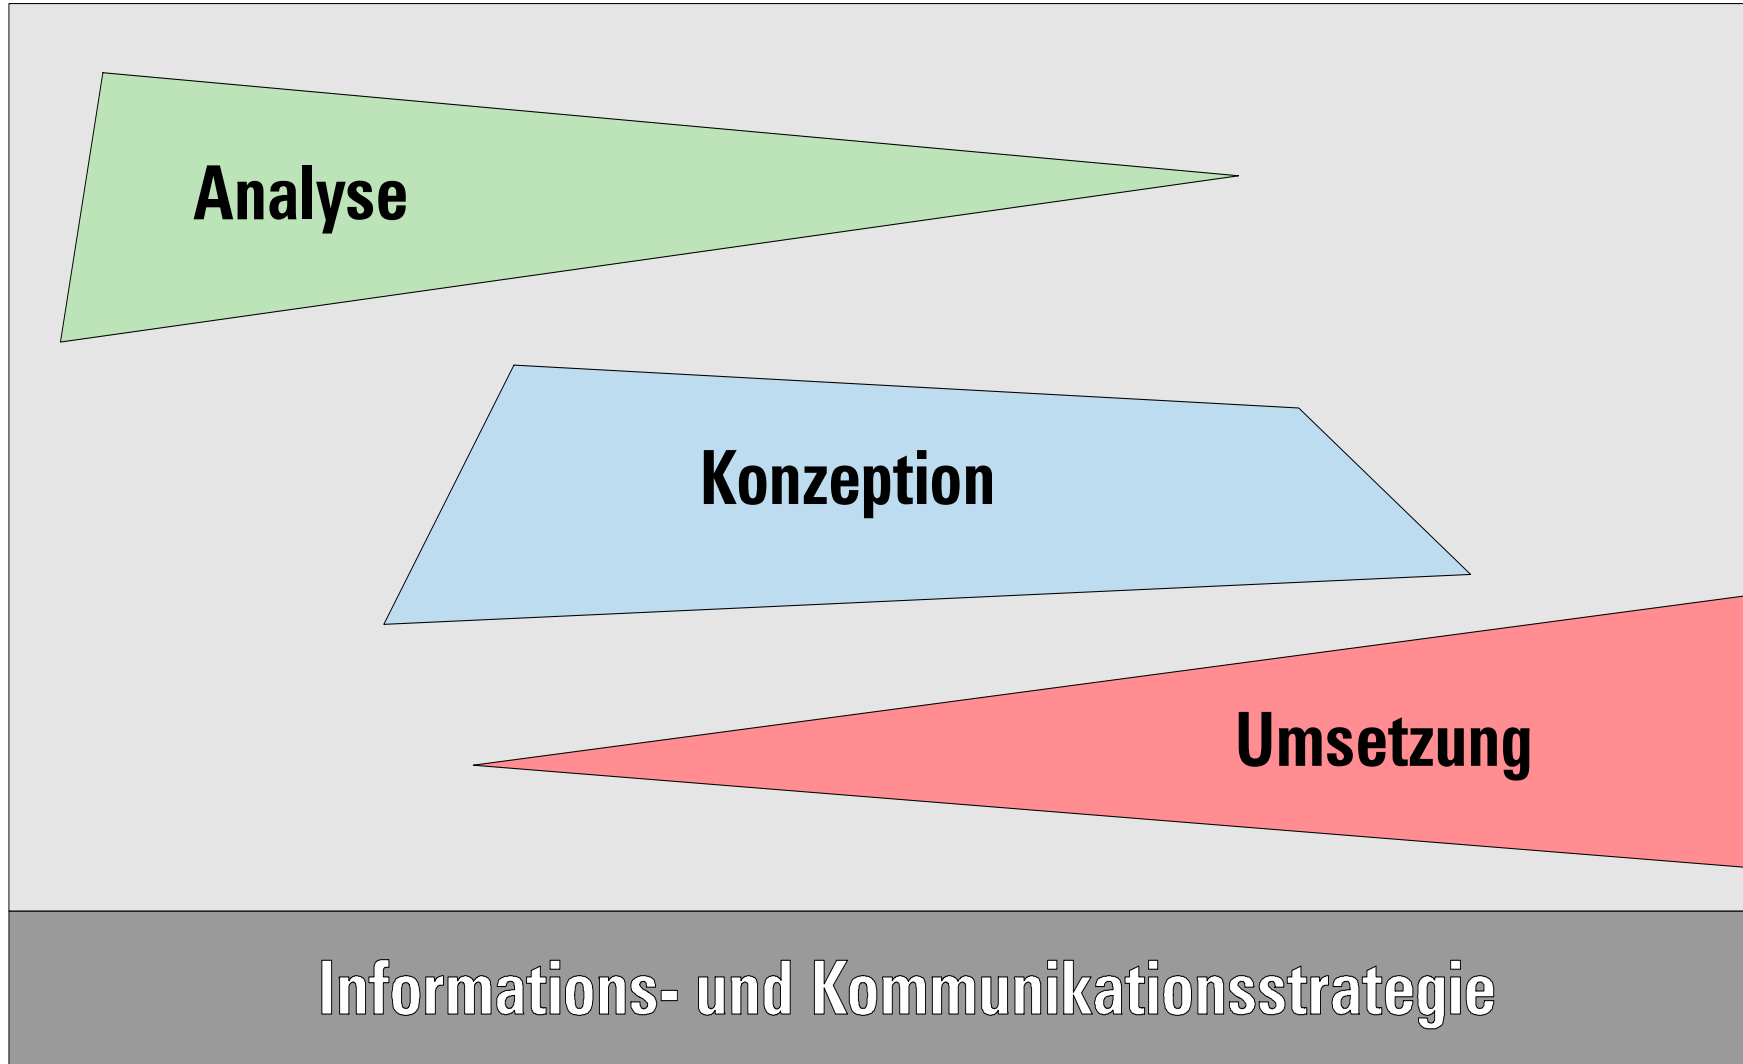 Analyse
Konzeption
Umsetzung
Informations- und Kommunikationsstrategie